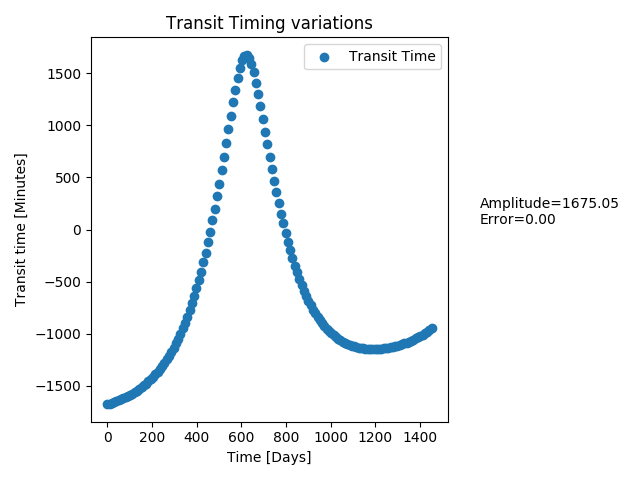 Transit Timing variations
Transit Time
Transit time [Minutes]
1500
1000
500
0
−500
−1000
−1500
0 200 400 600 800 1000 1200 1400
Time [Days]
Amplitude=1675.05
Error=0.00